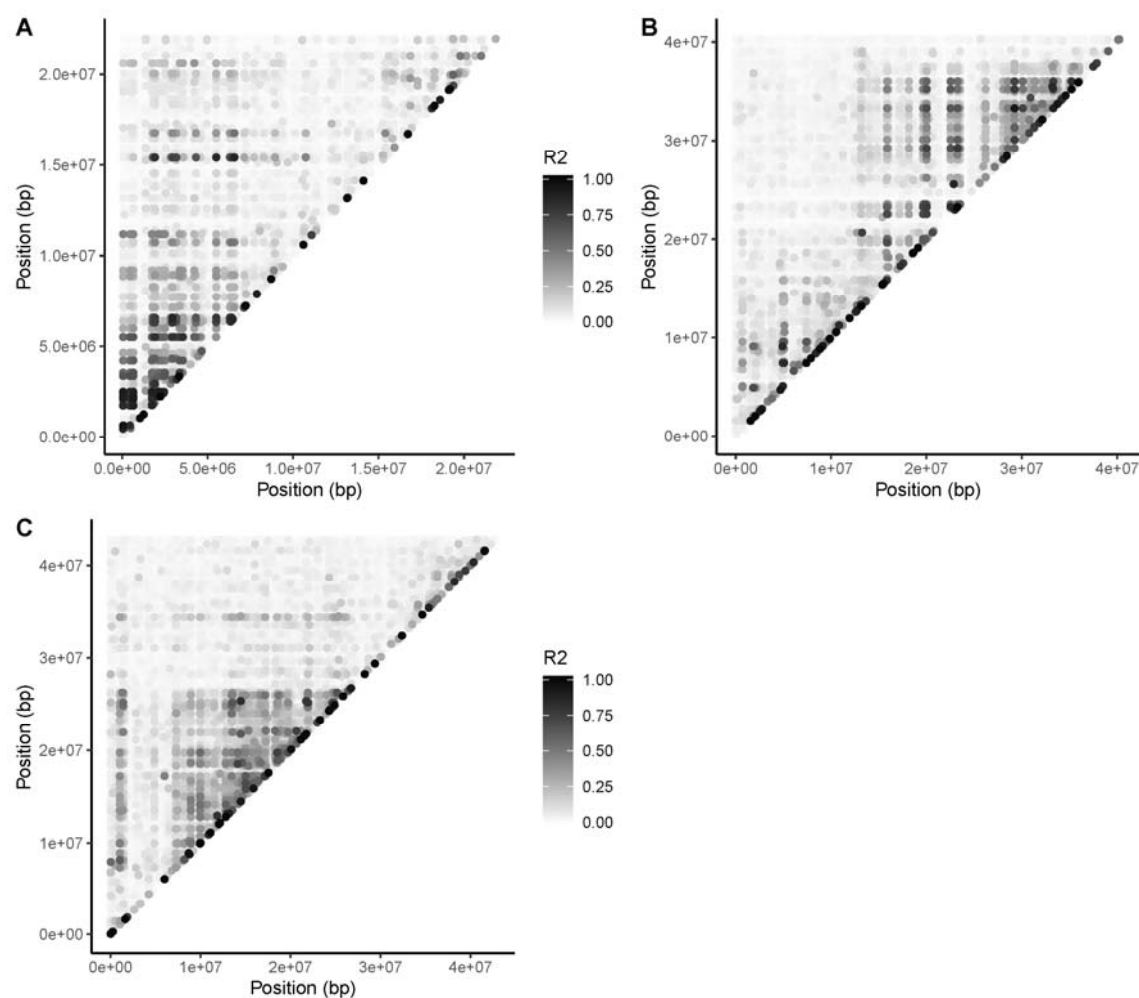 A
Position (bp)
2.0e+07
1.5e+07
1.0e+07
5.0e+06
0.0e+00
0.0e+00 5.0e+06 1.0e+07 1.5e+07 2.0e+07
Position (bp)
R2
1.00
0.75
0.50
0.25
0.00
B
Position (bp)
4e+07
3e+07
2e+07
1e+07
0e+00
0e+00 1e+07 2e+07 3e+07 4e+07
Position (bp)
C
Position (bp)
4e+07
3e+07
2e+07
1e+07
0e+00
0e+00 1e+07 2e+07 3e+07 4e+07
Position (bp)
R2
1.00
0.75
0.50
0.25
0.00